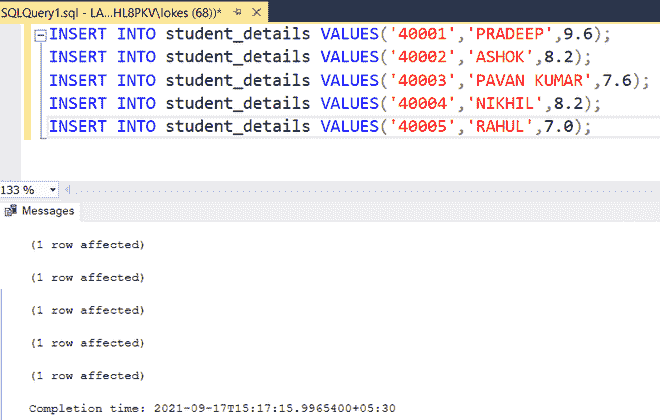 SQLQuery1.sql - LA...HL8PKV\lokes (68))*
INSERT INTO student_details VALUES('40001','PRADEEP',9.6);
INSERT INTO student_details VALUES('40002','ASHOK',8.2);
INSERT INTO student_details VALUES('40003','PAVAN KUMAR',7.6);
INSERT INTO student_details VALUES('40004','NIKHIL',8.2);
INSERT INTO student_details VALUES('40005','RAHUL',7.0);
133 %
Messages
(1 row affected)
(1 row affected)
(1 row affected)
(1 row affected)
(1 row affected)
Completion time: 2021-09-17T15:17:15.9965400+05:30